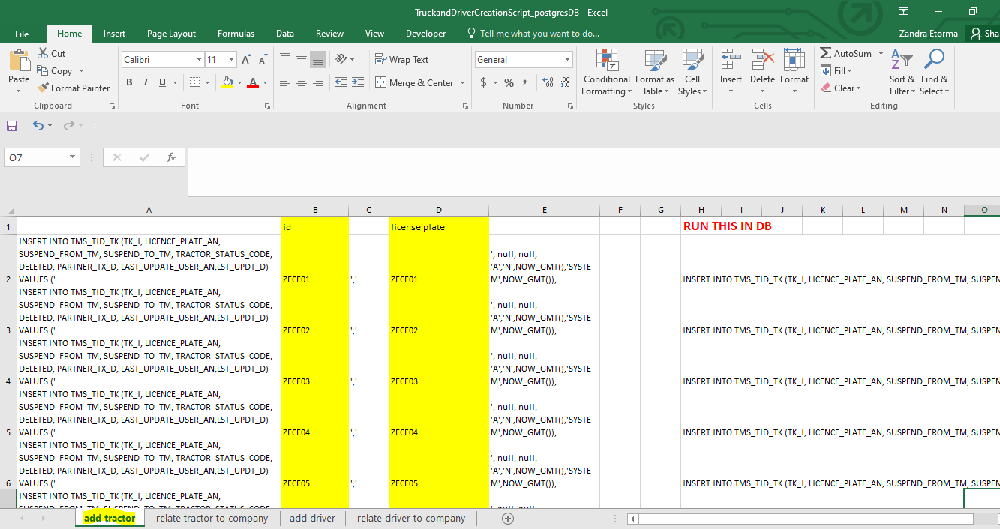 TruckandDriverCreationScript_postgresDB - Excel
File Home Insert Page Layout Formulas Data Review View Developer Tell me what you want to do... Zandra Etorma Sha
Paste
Cut
Copy
Format Painter
Clipboard
Calibri 11 A A
B I U A
Font
Wrap Text
Merge & Center
Alignment
General
$ % , .00
Number
Conditional Formatting
Format as Table
Cell Styles
Styles
Insert Delete Format
Cells
AutoSum
Fill
Clear
Sort & Filter
Find & Select
Editing
O7 fx
A B C D E F G H I J K L M N O
1 id license plate RUN THIS IN DB
INSERT INTO TMS_TID_TK (TK_I, LICENCE_PLATE_AN,
SUSPEND_FROM_TM, SUSPEND_TO_TM, TRACTOR_STATUS_CODE, ', null, null,
DELETED, PARTNER_TX_D, LAST_UPDATE_USER_AN,LST_UPDT_D) 'A','N',NOW_GMT(),'SYSTE
2 VALUES (' ZECE01 ',' ZECE01 M',NOW_GMT()); INSERT INTO TMS_TID_TK (TK_I, LICENCE_PLATE_AN, SUSPEND_FROM_TM, SUSPEN
INSERT INTO TMS_TID_TK (TK_I, LICENCE_PLATE_AN,
SUSPEND_FROM_TM, SUSPEND_TO_TM, TRACTOR_STATUS_CODE, ', null, null,
DELETED, PARTNER_TX_D, LAST_UPDATE_USER_AN,LST_UPDT_D) 'A','N',NOW_GMT(),'SYSTE
3 VALUES (' ZECE02 ',' ZECE02 M',NOW_GMT()); INSERT INTO TMS_TID_TK (TK_I, LICENCE_PLATE_AN, SUSPEND_FROM_TM, SUSPEN
INSERT INTO TMS_TID_TK (TK_I, LICENCE_PLATE_AN,
SUSPEND_FROM_TM, SUSPEND_TO_TM, TRACTOR_STATUS_CODE, ', null, null,
DELETED, PARTNER_TX_D, LAST_UPDATE_USER_AN,LST_UPDT_D) 'A','N',NOW_GMT(),'SYSTE
4 VALUES (' ZECE03 ',' ZECE03 M',NOW_GMT()); INSERT INTO TMS_TID_TK (TK_I, LICENCE_PLATE_AN, SUSPEND_FROM_TM, SUSPEN
INSERT INTO TMS_TID_TK (TK_I, LICENCE_PLATE_AN,
SUSPEND_FROM_TM, SUSPEND_TO_TM, TRACTOR_STATUS_CODE, ', null, null,
DELETED, PARTNER_TX_D, LAST_UPDATE_USER_AN,LST_UPDT_D) 'A','N',NOW_GMT(),'SYSTE
5 VALUES (' ZECE04 ',' ZECE04 M',NOW_GMT()); INSERT INTO TMS_TID_TK (TK_I, LICENCE_PLATE_AN, SUSPEND_FROM_TM, SUSPEN
INSERT INTO TMS_TID_TK (TK_I, LICENCE_PLATE_AN,
SUSPEND_FROM_TM, SUSPEND_TO_TM, TRACTOR_STATUS_CODE, ', null, null,
DELETED, PARTNER_TX_D, LAST_UPDATE_USER_AN,LST_UPDT_D) 'A','N',NOW_GMT(),'SYSTE
6 VALUES (' ZECE05 ',' ZECE05 M',NOW_GMT()); INSERT INTO TMS_TID_TK (TK_I, LICENCE_PLATE_AN, SUSPEND_FROM_TM, SUSPEN
INSERT INTO TMS_TID_TK (TK_I, LICENCE_PLATE_AN,
add tractor relate tractor to company add driver relate driver to company